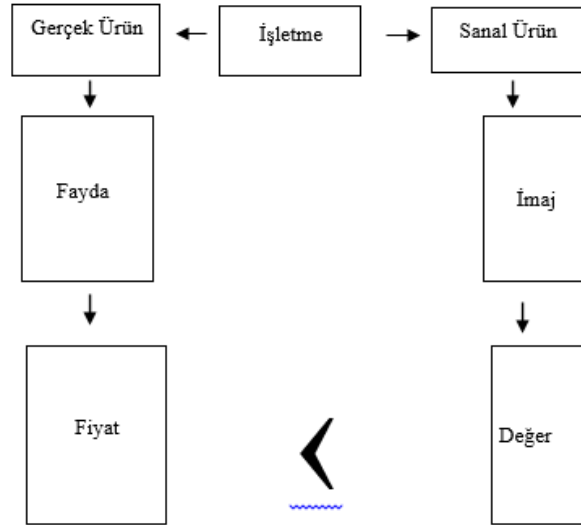 Gerçek Ürün
İşletme
Sanal Ürün
Fayda
İmaj
Fiyat
<
Değer